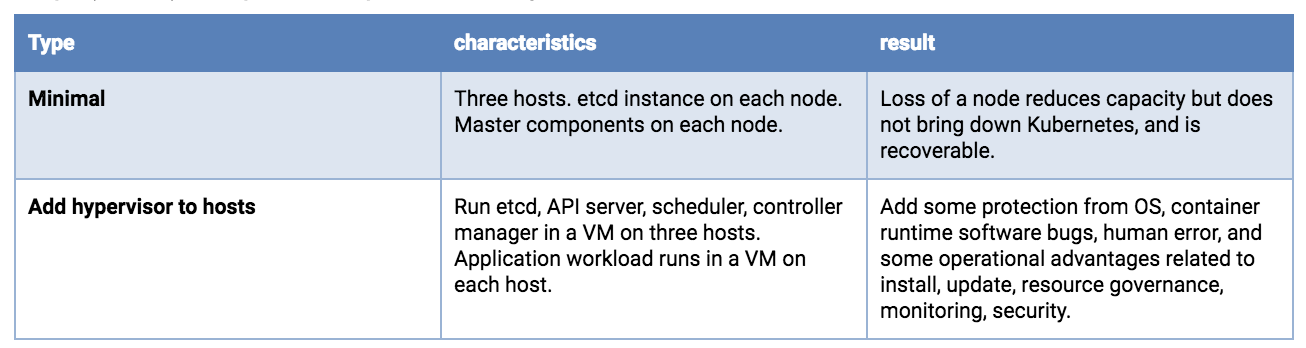 Type
characteristics
result
Minimal
Three hosts. etcd instance on each node.
Master components on each node.
Loss of a node reduces capacity but does
not bring down Kubernetes, and is
recoverable.
Add hypervisor to hosts
Run etcd, API server, scheduler, controller
manager in a VM on three hosts.
Application workload runs in a VM on
each host.
Add some protection from OS, container
runtime software bugs, human error, and
some operational advantages related to
install, update, resource governance,
monitoring, security.